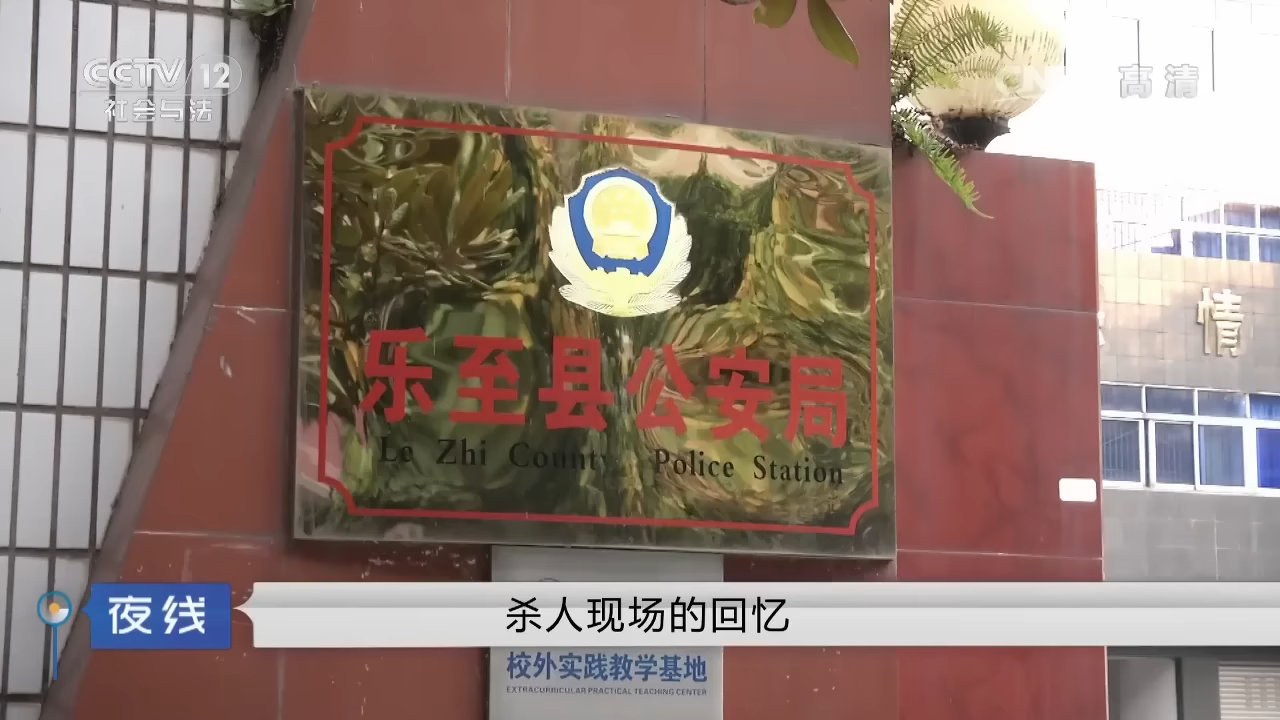 CCTV 12
社会与法
高清
情
乐至县公安局
Le Zhi County Police Station
夜线
杀人现场的回忆
校外实践教学基地
EXTRACURRICULAR PRACTICAL TEACHING CENTER